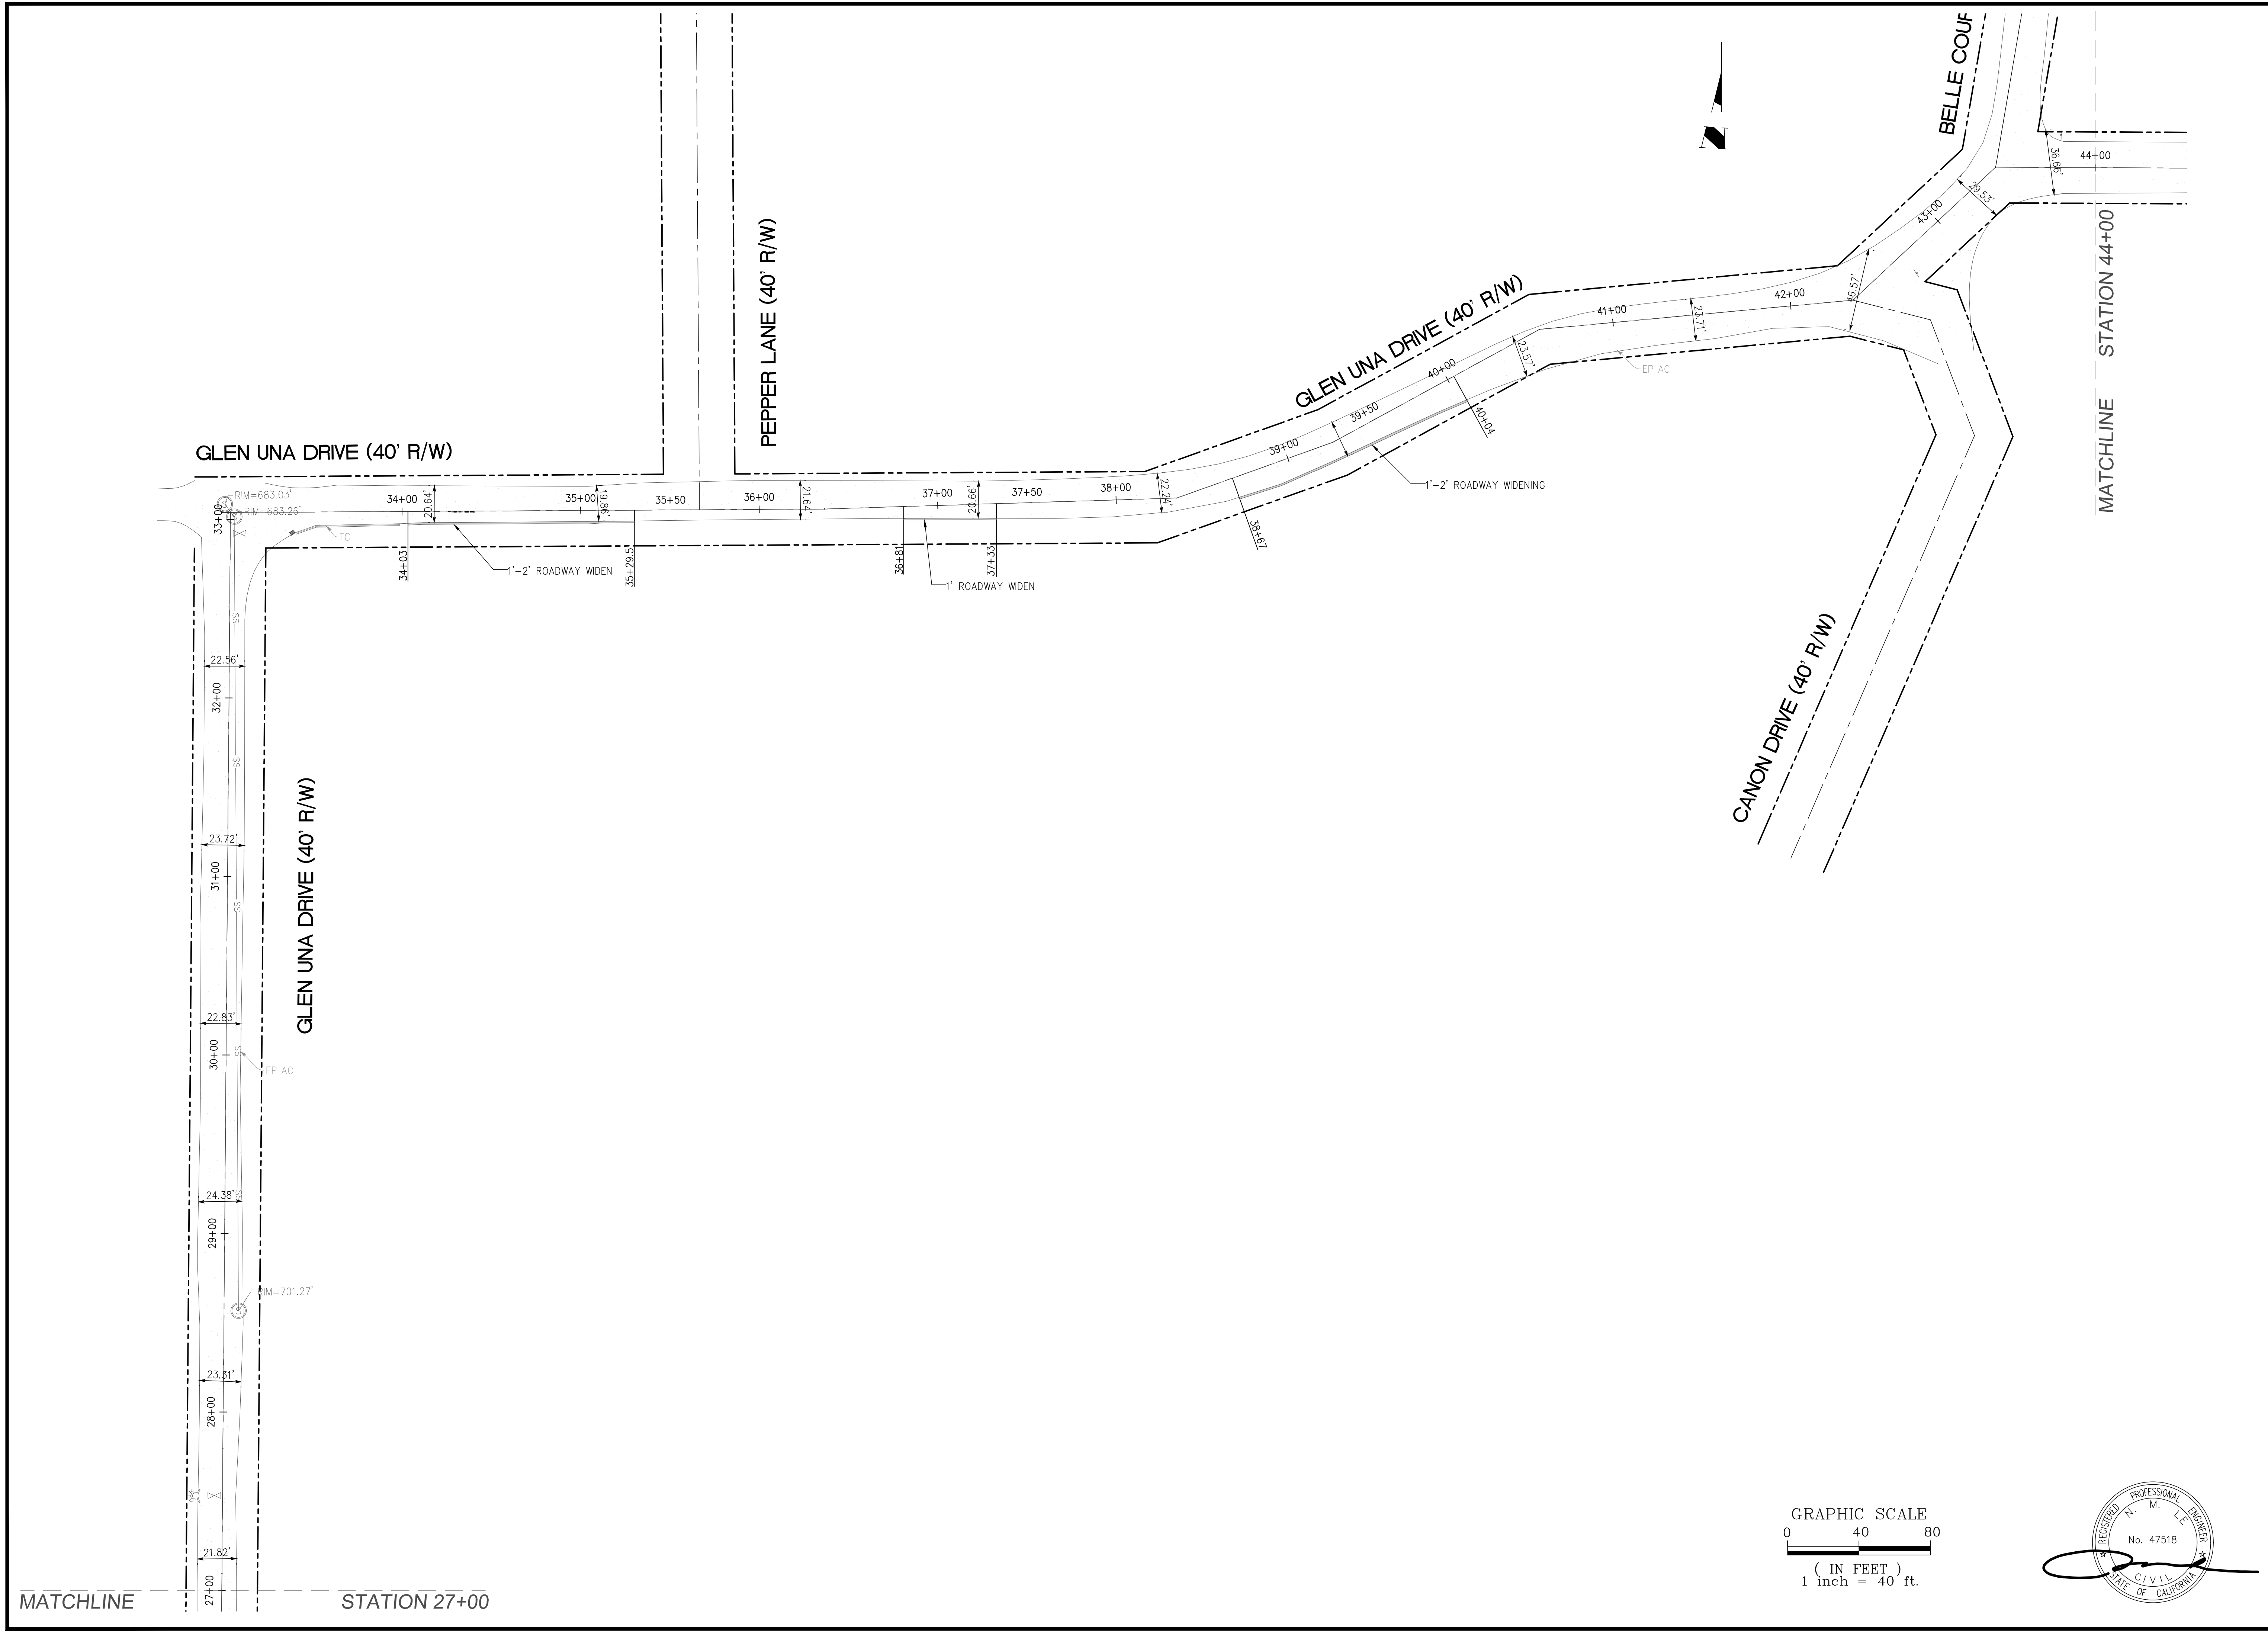 BELLE COUR
N
36.66'
44+00
29.53'
43+00
MATCHLINE STATION 44+00
PEPPER LANE (40' R/W)
GLEN UNA DRIVE (40' R/W)
46.57'
42+00
23.71'
41+00
EP AC
23.57'
40+00
40+04
39+50
39+00
1'-2' ROADWAY WIDENING
38+67
GLEN UNA DRIVE (40' R/W)
RIM=683.03'
RIM=683.26'
33+00
TC
34+00
20.64'
34+03
1'-2' ROADWAY WIDEN
35+00
19.86'
35+29.5
35+50
36+00
21.64'
36+81
37+00
20.66'
37+33
1' ROADWAY WIDEN
37+50
38+00
22.24'
CANON DRIVE (40' R/W)
SS
22.56'
32+00
SS
GLEN UNA DRIVE (40' R/W)
23.72'
31+00
SS
22.83'
30+00
SS
EP AC
24.38'
SS
29+00
RIM=701.27'
S
23.31'
28+00
21.82'
27+00
MATCHLINE STATION 27+00
GRAPHIC SCALE
0 40 80
( IN FEET )
1 inch = 40 ft.
REGISTERED PROFESSIONAL ENGINEER
N. M. LE
No. 47518
CIVIL
STATE OF CALIFORNIA